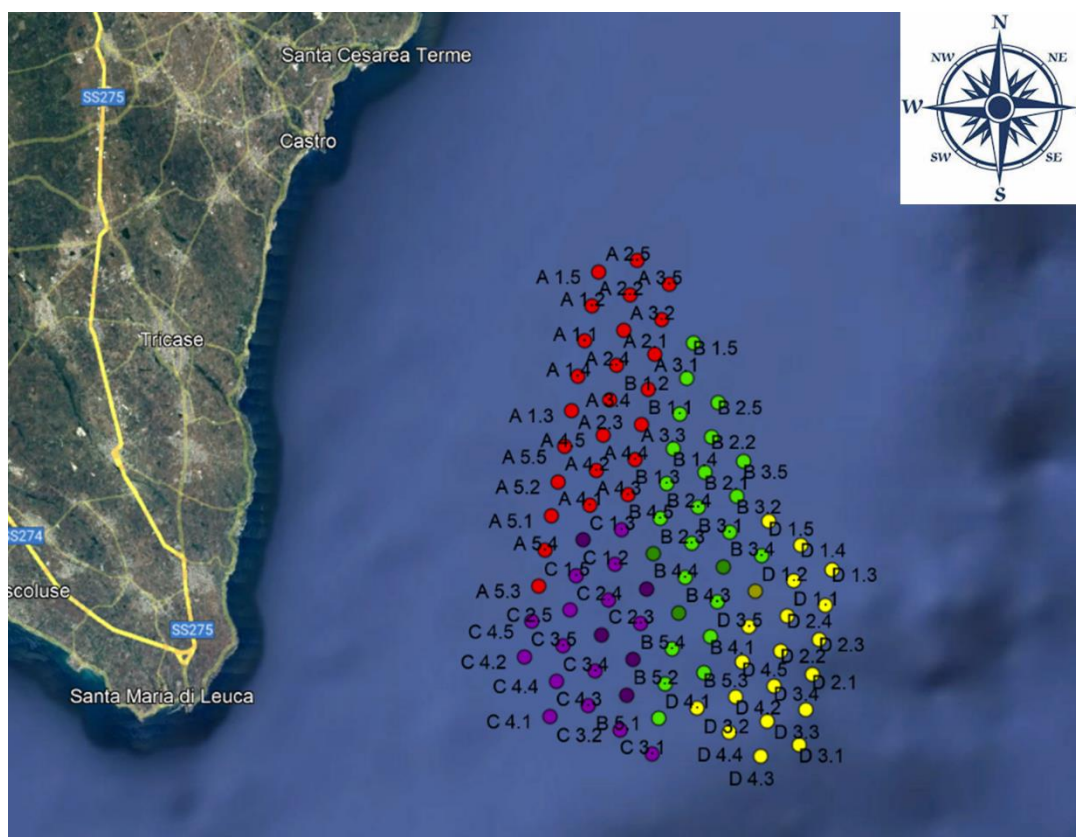 N
NW
NE
W
E
SW
SE
S
Santa Cesarea Terme
SS275
Castro
Tricase
A 2.5
A 1.5
A 3.5
A 2.2
A 1.2
A 3.2
A 1.1
A 2.1
B 1.5
A 2.4
A 3.1
A 1.4
B 1.2
A 3.4
B 1.1
B 2.5
A 1.3
A 2.3
A 3.3
A 4.5
B 2.2
A 5.5
A 4.4
B 1.4
A 4.2
B 3.5
B 1.3
B 2.1
A 5.2
A 4.3
A 4.1
B 2.4
B 3.2
B 4.5
A 5.1
C 1.3
B 3.1
D 1.5
SS274
B 2.3
A 5.4
B 3.4
D 1.4
C 1.2
C 1.5
B 4.4
D 1.2
D 1.3
scoluse
A 5.3
C 2.4
B 4.3
D 1.1
C 2.5
C 2.3
D 3.5
D 2.4
SS275
C 4.5
C 3.5
B 5.4
B 4.1
D 2.3
C 4.2
C 3.4
D 4.5
D 2.2
B 5.2
B 5.3
D 2.1
C 4.4
D 3.4
Santa Maria di Leuca
C 4.3
D 4.1
D 4.2
C 4.1
B 5.1
D 3.2
D 3.3
C 3.2
C 3.1
D 4.4
D 3.1
D 4.3